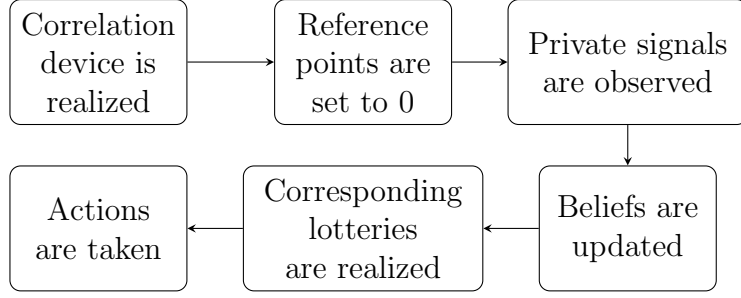 Correlation
device is
realized
Reference
points are
set to 0
Private signals
are observed
Beliefs are
updated
Corresponding
lotteries
are realized
Actions
are taken